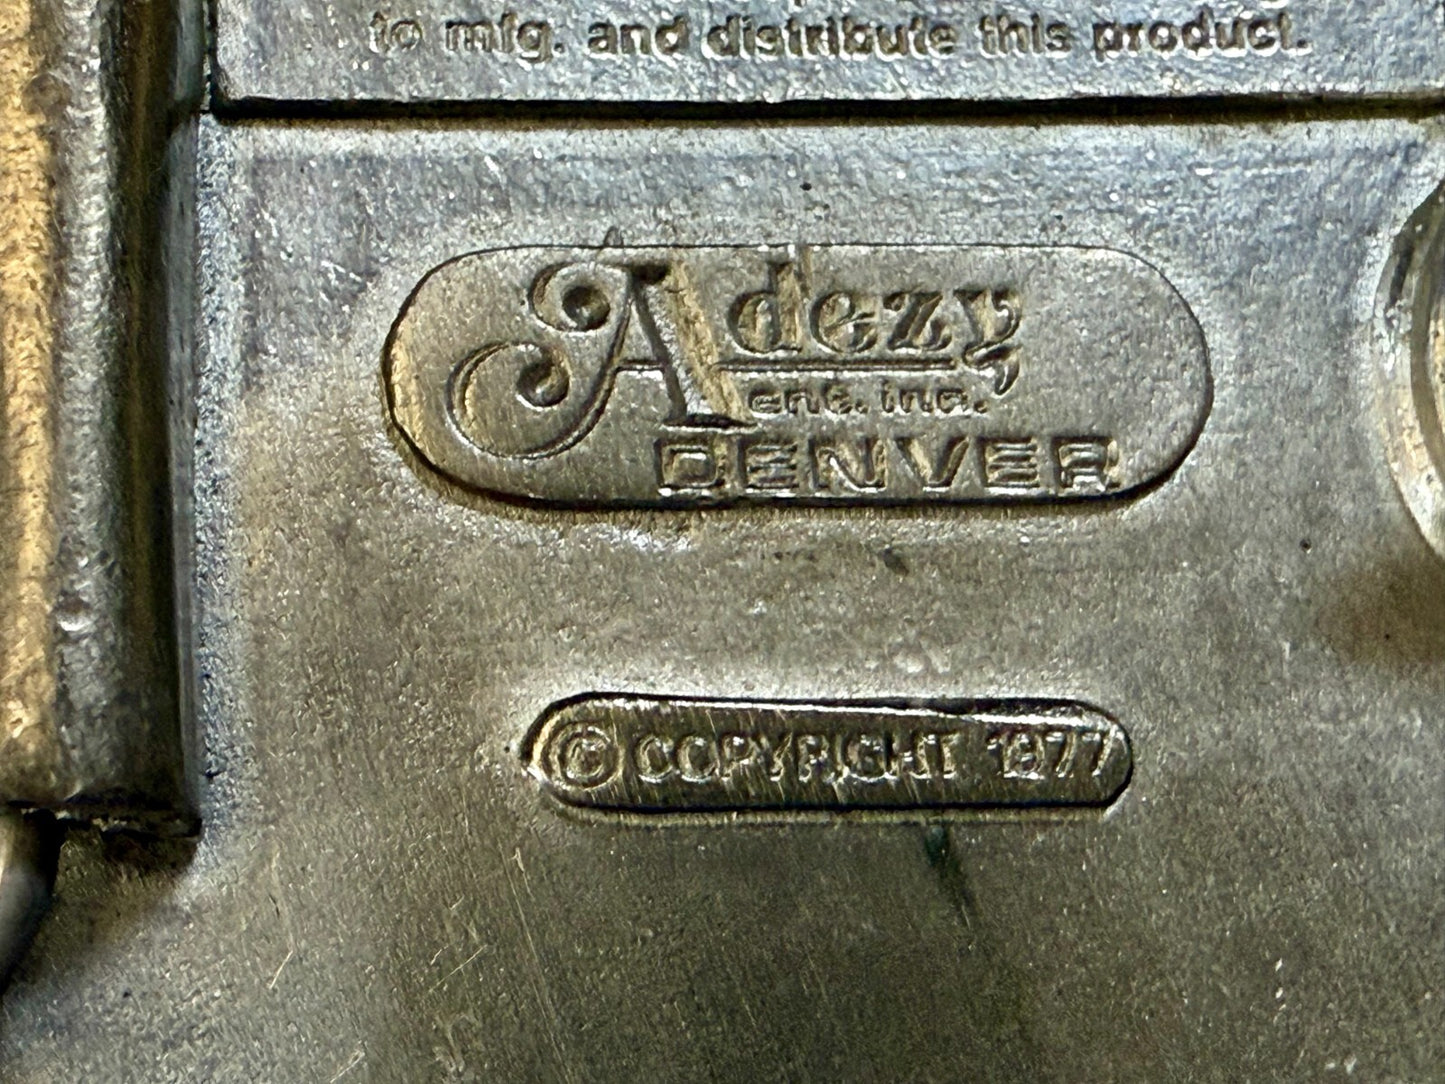 to mfg. and distribute this product.
Adezy
ent. inc.
DENVER
© COPYRIGHT 1977